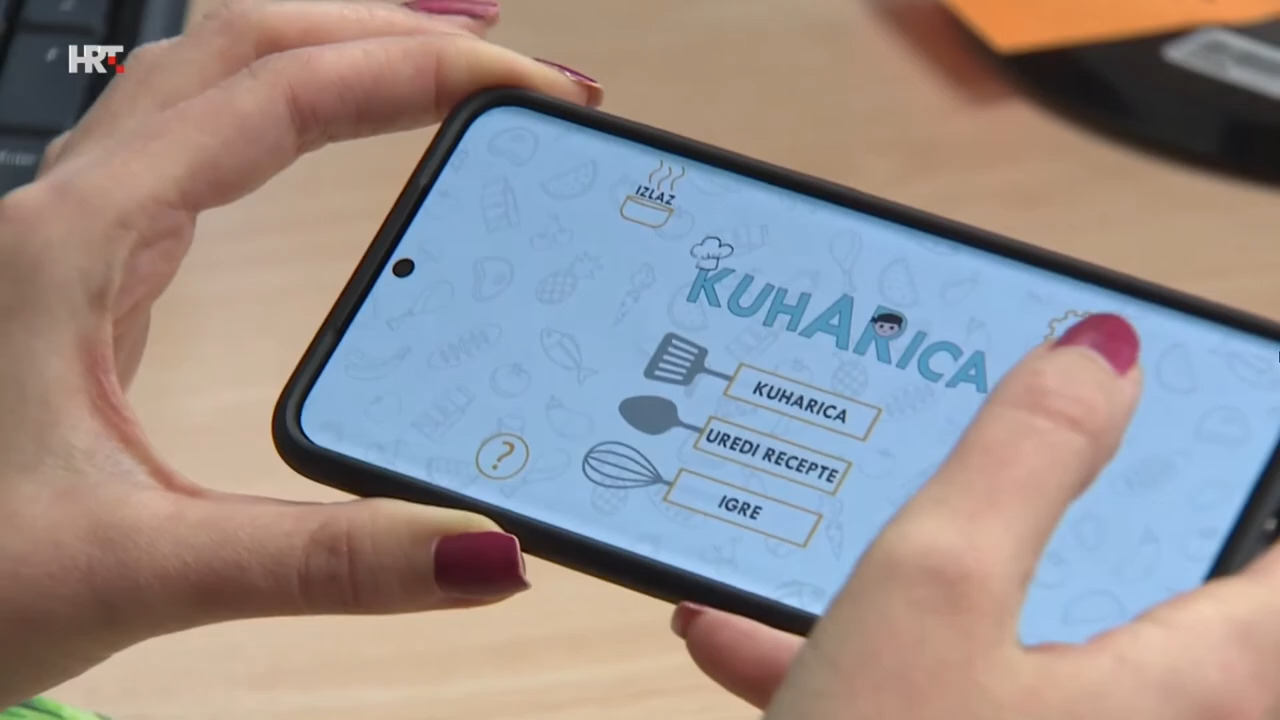 HRT
IZLAZ
KUHARICA
KUHARICA
UREDI RECEPTE
?
IGRE